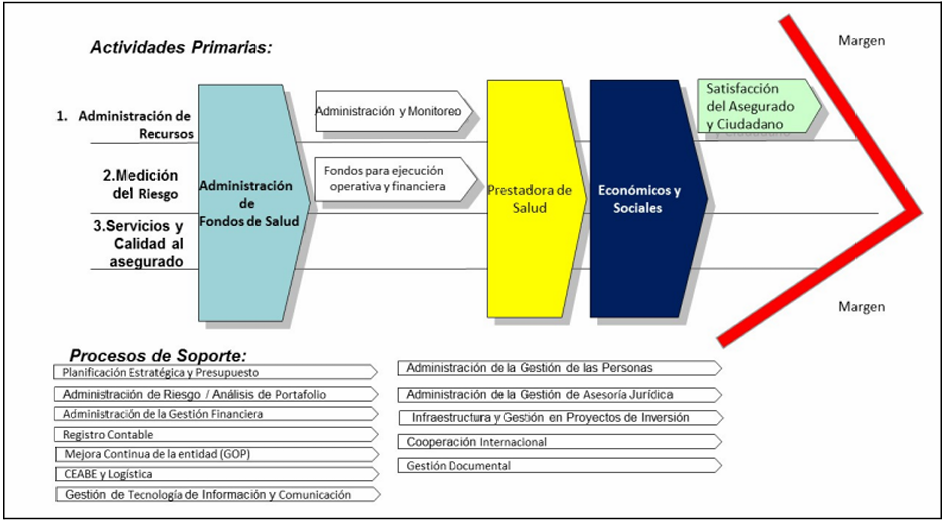 Actividades Primarias:
Margen
1. Administración de
Recursos
2.Medición
del Riesgo
3.Servicios y
Calidad al
asegurado
Administración
de
Fondos de Salud
Administración y Monitoreo
Fondos para ejecución
operativa y financiera
Prestadora de
Salud
Económicos y
Sociales
Satisfacción
del Asegurado
y Ciudadano
Margen
Procesos de Soporte:
Planificación Estratégica y Presupuesto
Administración de Riesgo / Análisis de Portafolio
Administración de la Gestión Financiera
Registro Contable
Mejora Continua de la entidad (GOP)
CEABE y Logística
Gestión de Tecnología de Información y Comunicación
Administración de la Gestión de las Personas
Administración de la Gestión de Asesoría Jurídica
Infraestructura y Gestión en Proyectos de Inversión
Cooperación Internacional
Gestión Documental